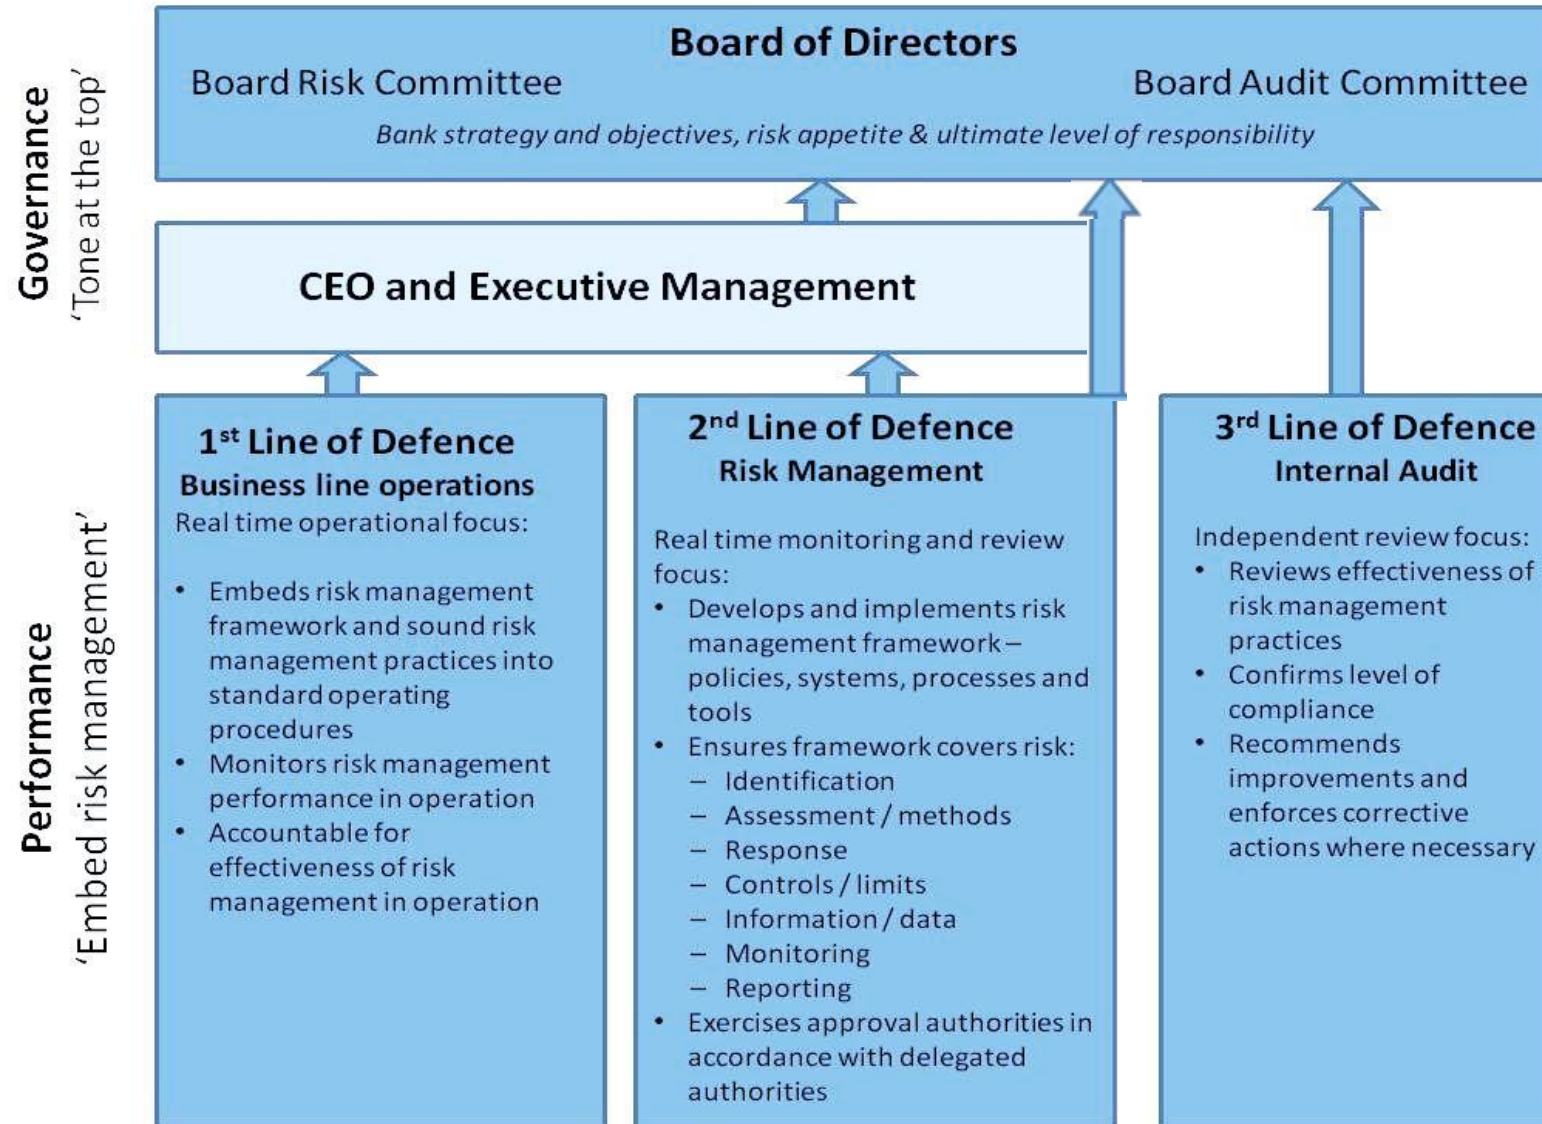 Governance
‘Tone at the top’
Board of Directors
Board Risk Committee
Board Audit Committee
Bank strategy and objectives, risk appetite & ultimate level of responsibility
CEO and Executive Management
Performance
‘Embed risk management’
1st Line of Defence
Business line operations
Real time operational focus:
• Embeds risk management
framework and sound risk
management practices into
standard operating
procedures
• Monitors risk management
performance in operation
• Accountable for
effectiveness of risk
management in operation
2nd Line of Defence
Risk Management
Real time monitoring and review
focus:
• Develops and implements risk
management framework –
policies, systems, processes and
tools
• Ensures framework covers risk:
– Identification
– Assessment / methods
– Response
– Controls / limits
– Information / data
– Monitoring
– Reporting
• Exercises approval authorities in
accordance with delegated
authorities
3rd Line of Defence
Internal Audit
Independent review focus:
• Reviews effectiveness of
risk management
practices
• Confirms level of
compliance
• Recommends
improvements and
enforces corrective
actions where necessary